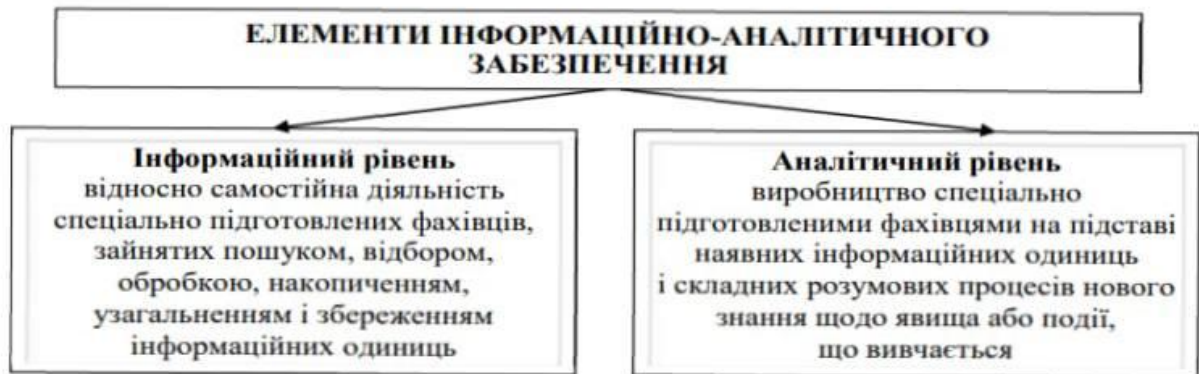 ЕЛЕМЕНТИ ІНФОРМАЦІЙНО-АНАЛІТИЧНОГО
ЗАБЕЗПЕЧЕННЯ
Інформаційний рівень
відносно самостійна діяльність
спеціально підготовлених фахівців,
зайнятих пошуком, відбором,
обробкою, накопиченням,
узагальненням і збереженням
інформаційних одиниць
Аналітичний рівень
виробництво спеціально
підготовленими фахівцями на підставі
наявних інформаційних одиниць
і складних розумових процесів нового
знання щодо явища або події,
що вивчається